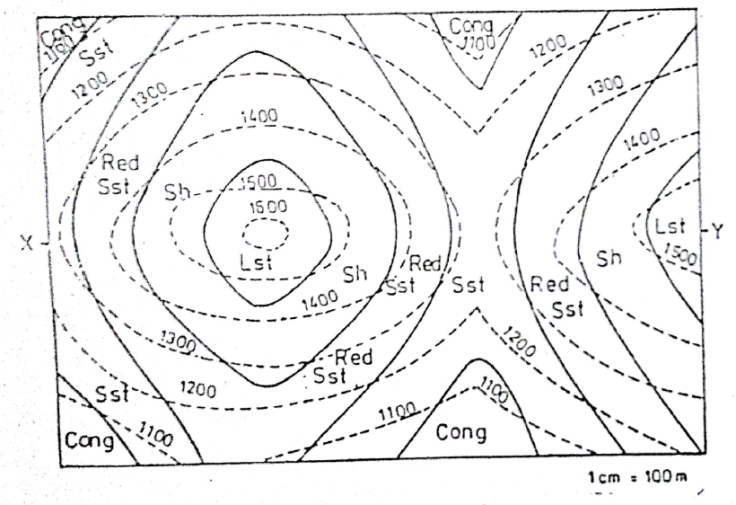 Cong
1100
Sst
1200
1300
Cong
1100
1200
1300
1400
1400
Red
Sst
Sh
1500
1600
Lst
Sh
1400
Red
Sst
Sst
Red
Sst
Sh
Lst
1500
X
Y
1300
Red
Sst
1200
1200
Sst
1100
Cong
1100
1100
Cong
1cm = 100m